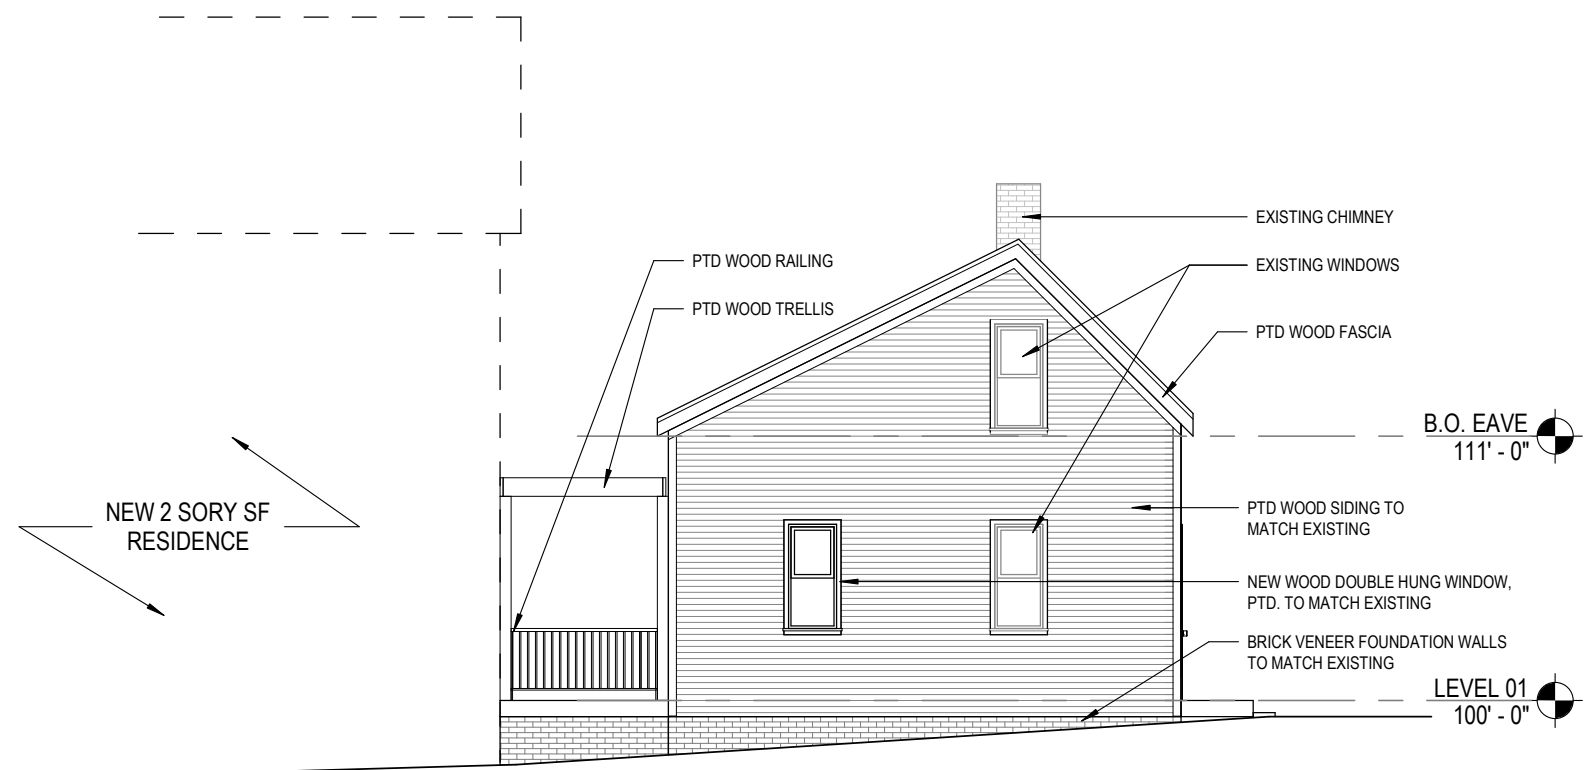 EXISTING CHIMNEY
PTD WOOD RAILING
EXISTING WINDOWS
PTD WOOD TRELLIS
PTD WOOD FASCIA
B.O. EAVE
111' - 0"
NEW 2 SORY SF
RESIDENCE
PTD WOOD SIDING TO
MATCH EXISTING
NEW WOOD DOUBLE HUNG WINDOW,
PTD. TO MATCH EXISTING
BRICK VENEER FOUNDATION WALLS
TO MATCH EXISTING
LEVEL 01
100' - 0"